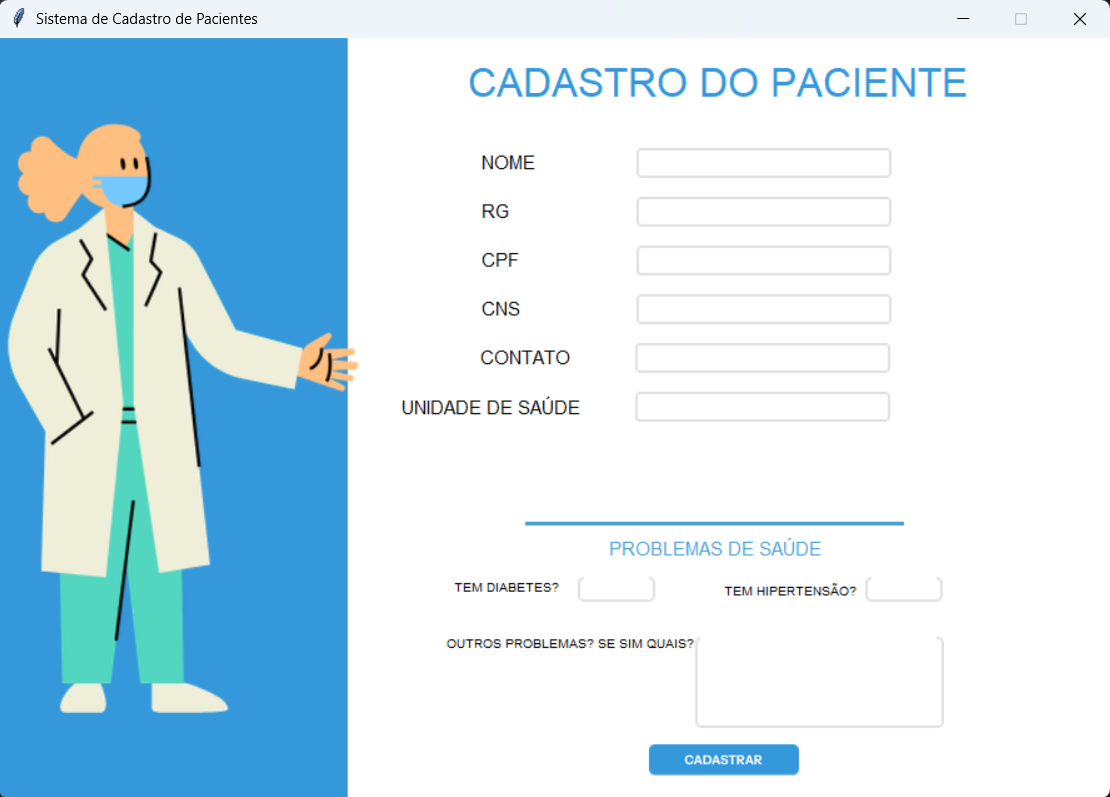 Sistema de Cadastro de Pacientes
CADASTRO DO PACIENTE
NOME
RG
CPF
CNS
CONTATO
UNIDADE DE SAÚDE
PROBLEMAS DE SAÚDE
TEM DIABETES? TEM HIPERTENSÃO?
OUTROS PROBLEMAS? SE SIM QUAIS?
CADASTRAR